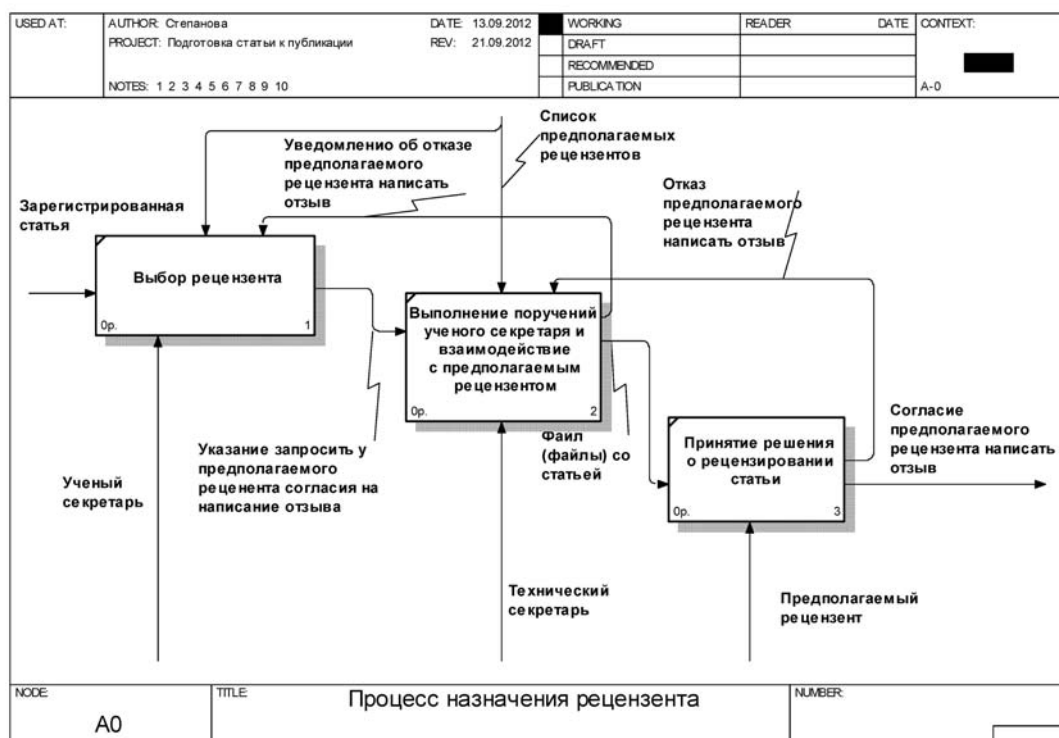 USED AT:
AUTHOR: Степанова
DATE: 13.09.2012
WORKING
READER
DATE
CONTEXT:
PROJECT: Подготовка статьи к публикации
REV: 21.09.2012
DRAFT
RECOMMENDED
NOTES: 1 2 3 4 5 6 7 8 9 10
PUBLICATION
A-0
Список
предполагаемых
рецензентов
Уведомленио об отказе
предполагаемого
рецензента написать
отзыв
Отказ
предполагаемого
рецензента
написать отзыв
Зарегистрированная
статья
Выбор рецензента
0р.
1
Выполнение поручений
ученого секретаря и
взаимодействие
с предполагаемым
рецензентом
0р.
2
Принятие решения
о рецензировании
статьи
0р.
3
Согласие
предполагаемого
рецензента написать
отзыв
Файл
(файлы) со
статьей
Указание запросить у
предполагаемого
реценента согласия на
написание отзыва
Ученый
секретарь
Технический
секретарь
Предполагаемый
рецензент
NODE:
A0
TITLE:
Процесс назначения рецензента
NUMBER: